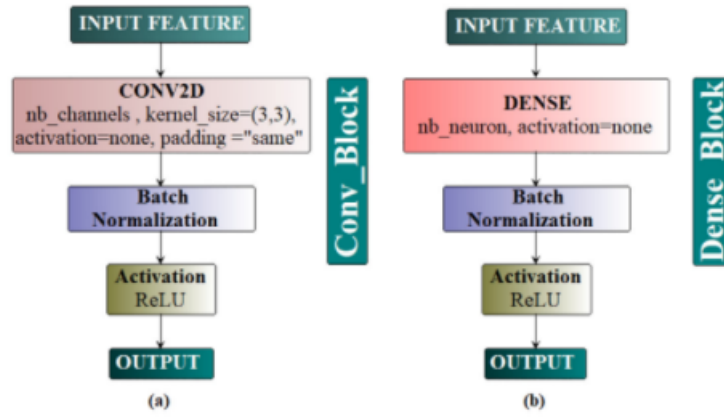 INPUT FEATURE
CONV2D
nb_channels , kernel_size=(3,3),
activation=none, padding ="same"
Batch
Normalization
Activation
ReLU
OUTPUT
(a)
Conv_Block
INPUT FEATURE
DENSE
nb_neuron, activation=none
Batch
Normalization
Activation
ReLU
OUTPUT
(b)
Dense_Block